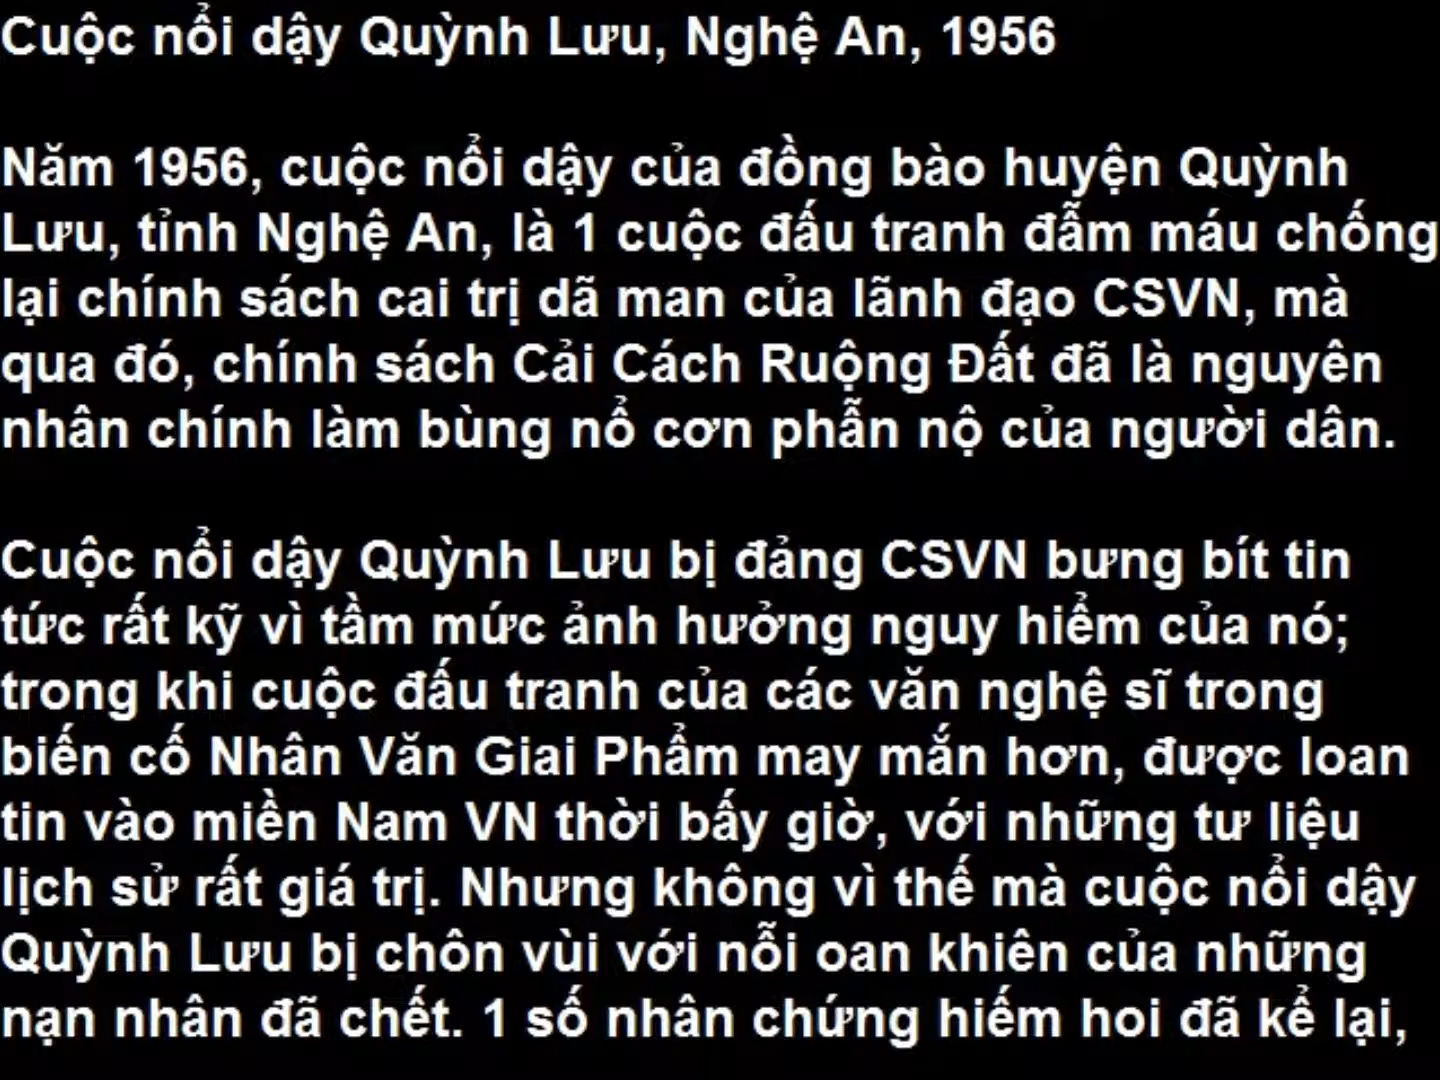 Cuộc nổi dậy Quỳnh Lưu, Nghệ An, 1956
Năm 1956, cuộc nổi dậy của đồng bào huyện Quỳnh
Lưu, tỉnh Nghệ An, là 1 cuộc đấu tranh đẫm máu chống
lại chính sách cai trị dã man của lãnh đạo CSVN, mà
qua đó, chính sách Cải Cách Ruộng Đất đã là nguyên
nhân chính làm bùng nổ cơn phẫn nộ của người dân.
Cuộc nổi dậy Quỳnh Lưu bị đảng CSVN bưng bít tin
tức rất kỹ vì tầm mức ảnh hưởng nguy hiểm của nó;
trong khi cuộc đấu tranh của các văn nghệ sĩ trong
biến cố Nhân Văn Giai Phẩm may mắn hơn, được loan
tin vào miền Nam VN thời bấy giờ, với những tư liệu
lịch sử rất giá trị. Nhưng không vì thế mà cuộc nổi dậy
Quỳnh Lưu bị chôn vùi với nỗi oan khiên của những
nạn nhân đã chết. 1 số nhân chứng hiếm hoi đã kể lại,